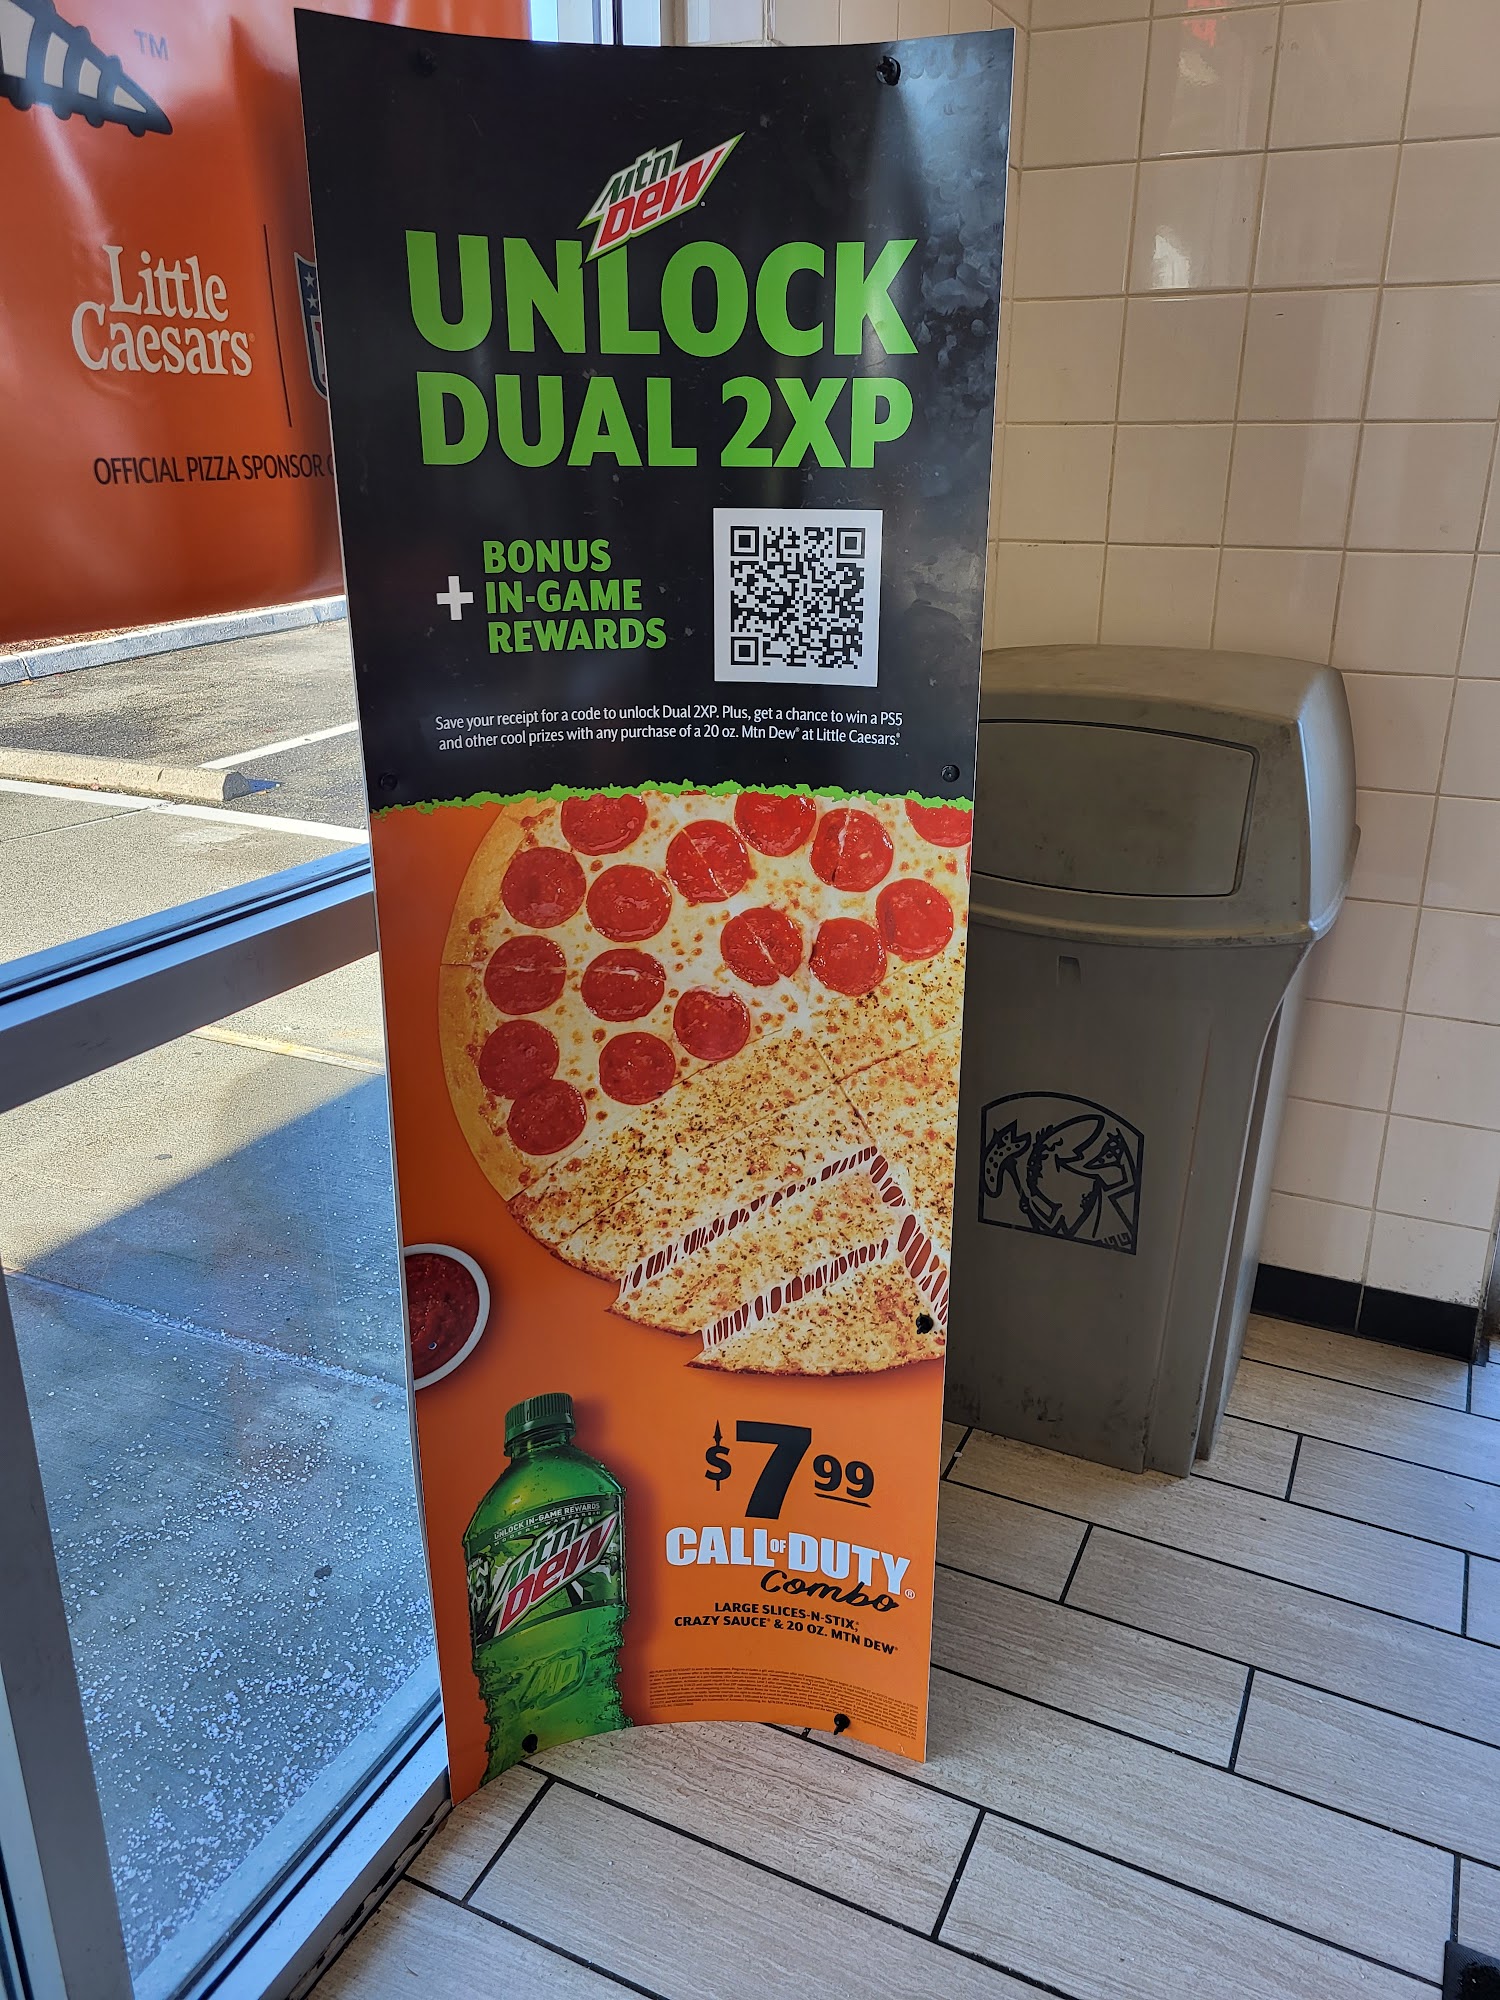 TM
Little
Caesars®
OFFICIAL PIZZA SPONSOR
Mtn
Dew®
UNLOCK
DUAL 2XP
+ BONUS
IN-GAME
REWARDS
Save your receipt for a code to unlock Dual 2XP. Plus, get a chance to win a PS5
and other cool prizes with any purchase of a 20 oz. Mtn Dew® at Little Caesars.®
$7.99
CALL OF DUTY®
Combo
LARGE SLICES-N-STIX,®
CRAZY SAUCE® & 20 OZ. MTN DEW®
UNLOCK IN-GAME REWARDS
MODERN WARFARE
Mtn
Dew
MD